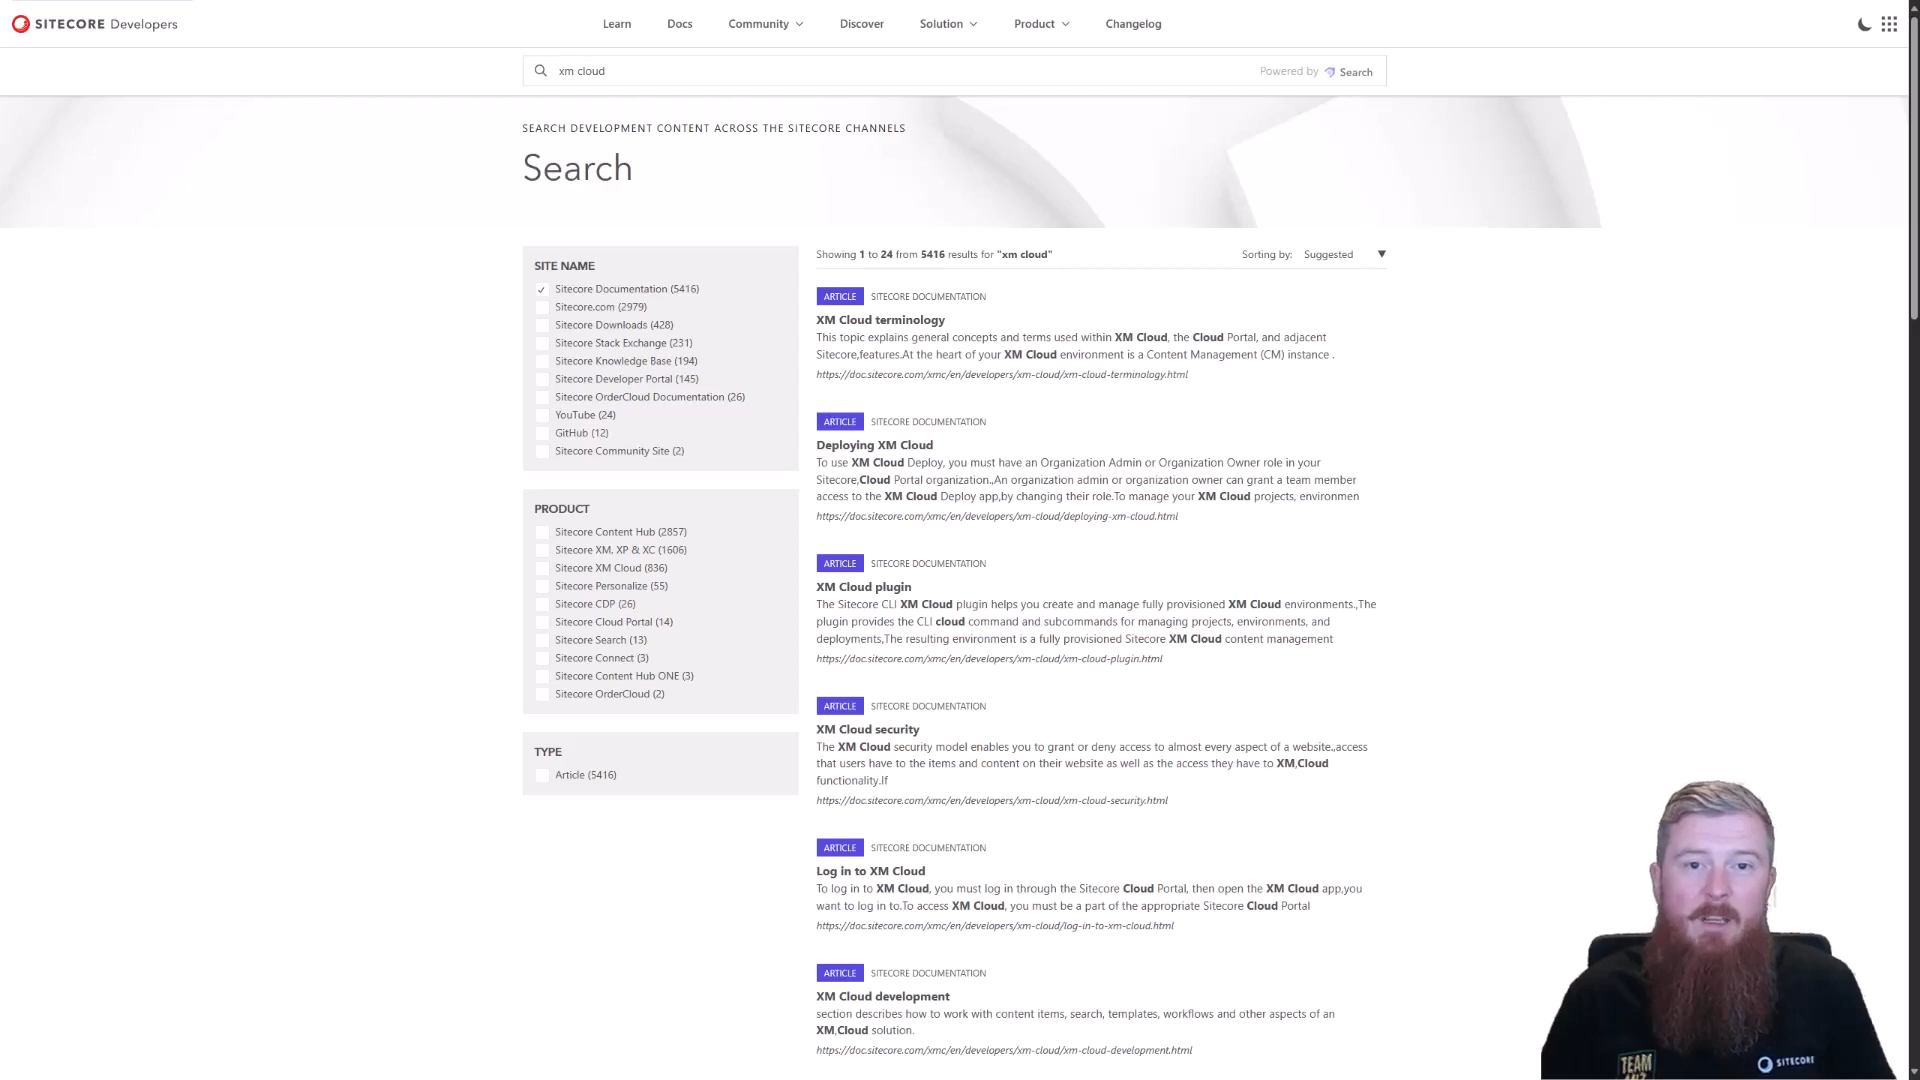 SITECORE Developers
Learn
Docs
Community
Discover
Solution
Product
Changelog
xm cloud
Powered by Search
SEARCH DEVELOPMENT CONTENT ACROSS THE SITECORE CHANNELS
Search
SITE NAME
Sitecore Documentation (5416)
Sitecore.com (2979)
Sitecore Downloads (428)
Sitecore Stack Exchange (231)
Sitecore Knowledge Base (194)
Sitecore Developer Portal (145)
Sitecore OrderCloud Documentation (26)
YouTube (24)
GitHub (12)
Sitecore Community Site (2)
PRODUCT
Sitecore Content Hub (2857)
Sitecore XM, XP & XC (1606)
Sitecore XM Cloud (836)
Sitecore Personalize (55)
Sitecore CDP (26)
Sitecore Cloud Portal (14)
Sitecore Search (13)
Sitecore Connect (3)
Sitecore Content Hub ONE (3)
Sitecore OrderCloud (2)
TYPE
Article (5416)
Showing 1 to 24 from 5416 results for "xm cloud"
Sorting by: Suggested
ARTICLE SITECORE DOCUMENTATION
XM Cloud terminology
This topic explains general concepts and terms used within XM Cloud, the Cloud Portal, and adjacent
Sitecore,features.At the heart of your XM Cloud environment is a Content Management (CM) instance .
https://doc.sitecore.com/xmc/en/developers/xm-cloud/xm-cloud-terminology.html
ARTICLE SITECORE DOCUMENTATION
Deploying XM Cloud
To use XM Cloud Deploy, you must have an Organization Admin or Organization Owner role in your
Sitecore,Cloud Portal organization.,An organization admin or organization owner can grant a team member
access to the XM Cloud Deploy app,by changing their role.To manage your XM Cloud projects, environmen
https://doc.sitecore.com/xmc/en/developers/xm-cloud/deploying-xm-cloud.html
ARTICLE SITECORE DOCUMENTATION
XM Cloud plugin
The Sitecore CLI XM Cloud plugin helps you create and manage fully provisioned XM Cloud environments.,The
plugin provides the CLI cloud command and subcommands for managing projects, environments, and
deployments,The resulting environment is a fully provisioned Sitecore XM Cloud content management
https://doc.sitecore.com/xmc/en/developers/xm-cloud/xm-cloud-plugin.html
ARTICLE SITECORE DOCUMENTATION
XM Cloud security
The XM Cloud security model enables you to grant or deny access to almost every aspect of a website.,access
that users have to the items and content on their website as well as the access they have to XM,Cloud
functionality.If
https://doc.sitecore.com/xmc/en/developers/xm-cloud/xm-cloud-security.html
ARTICLE SITECORE DOCUMENTATION
Log in to XM Cloud
To log in to XM Cloud, you must log in through the Sitecore Cloud Portal, then open the XM Cloud app,you
want to log in to.To access XM Cloud, you must be a part of the appropriate Sitecore Cloud Portal
https://doc.sitecore.com/xmc/en/developers/xm-cloud/log-in-to-xm-cloud.html
ARTICLE SITECORE DOCUMENTATION
XM Cloud development
section describes how to work with content items, search, templates, workflows and other aspects of an
XM,Cloud solution.
https://doc.sitecore.com/xmc/en/developers/xm-cloud/xm-cloud-development.html
TEAM
SITECORE